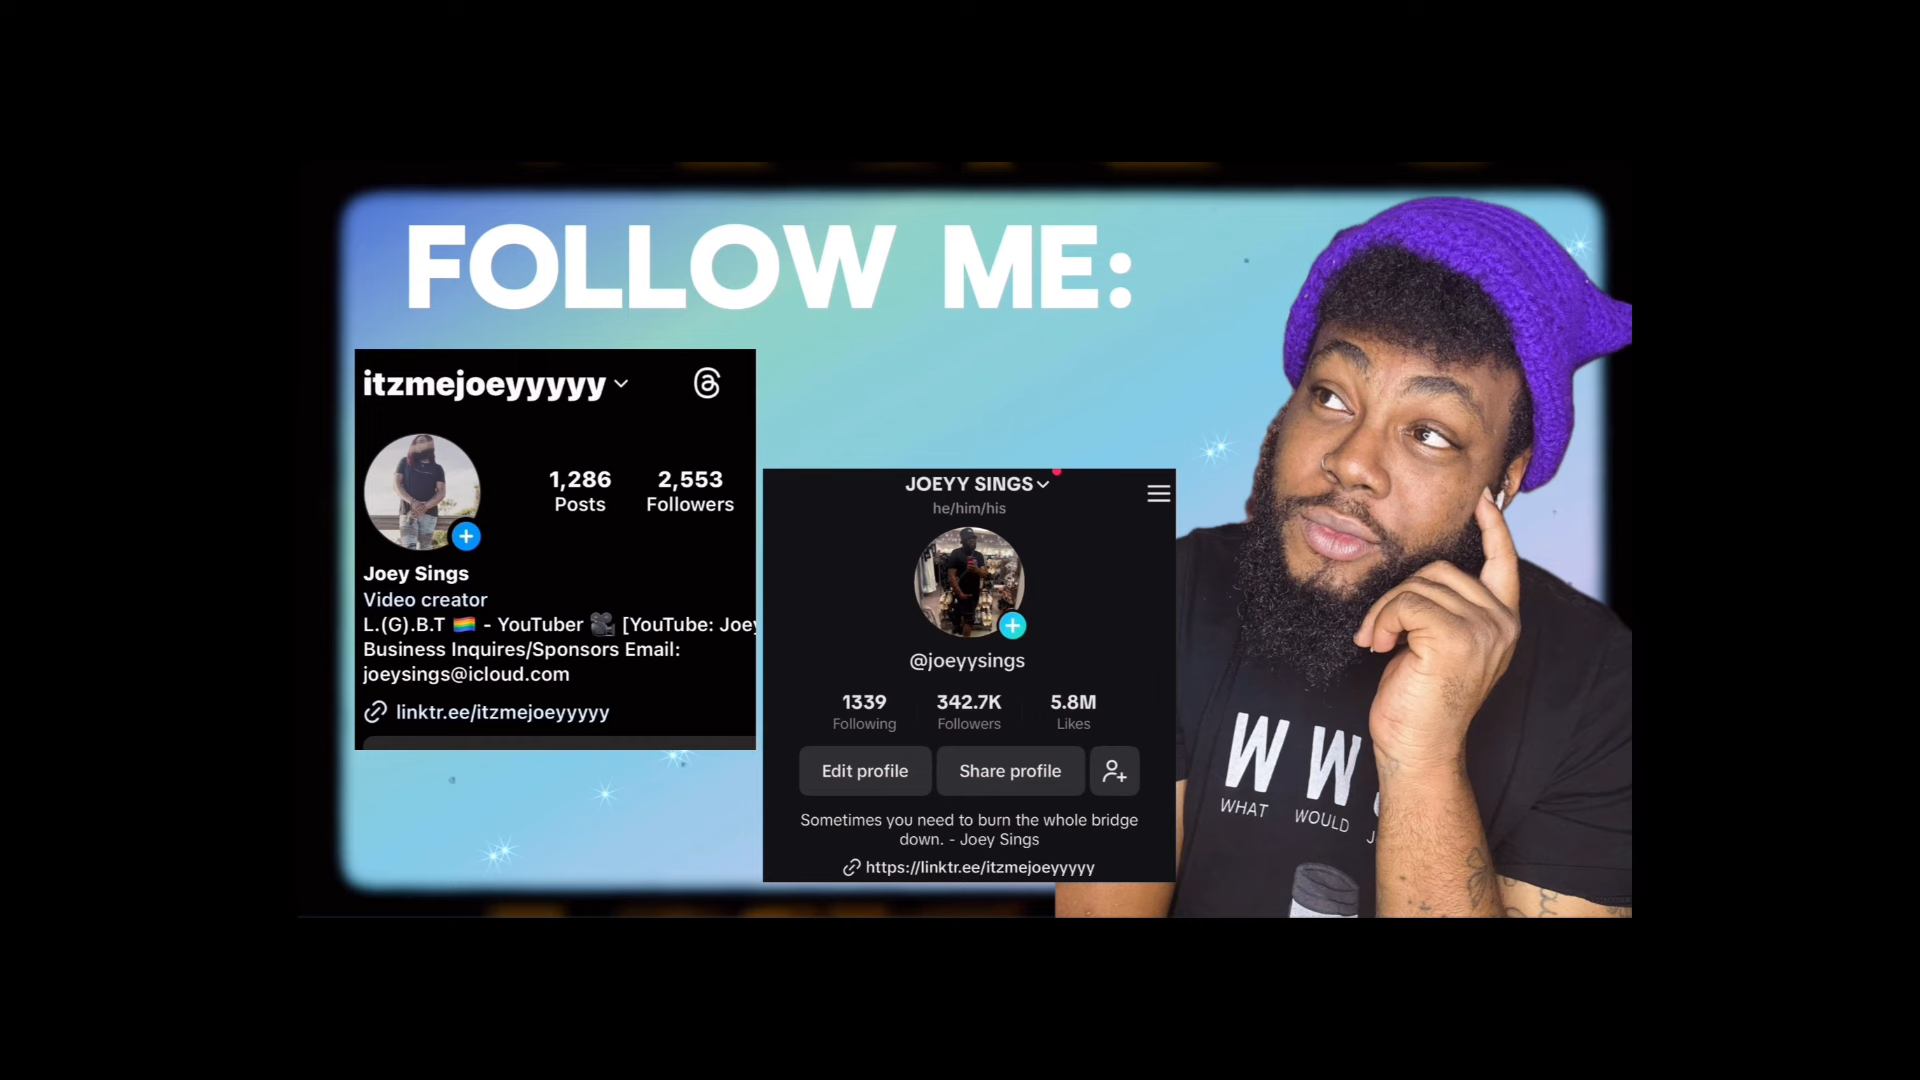 FOLLOW ME:
itzmejoeyyyyy
1,286 2,553
Posts Followers
Joey Sings
Video creator
L.(G).B.T 🏳️‍🌈 - YouTuber 🎥 [YouTube: Joey
Business Inquires/Sponsors Email:
joeysings@icloud.com
linktr.ee/itzmejoeyyyyy
JOEYY SINGS
he/him/his
@joeyysings
1339 342.7K 5.8M
Following Followers Likes
Edit profile Share profile
Sometimes you need to burn the whole bridge
down. - Joey Sings
https://linktr.ee/itzmejoeyyyyy
W W J
WHAT WOULD J